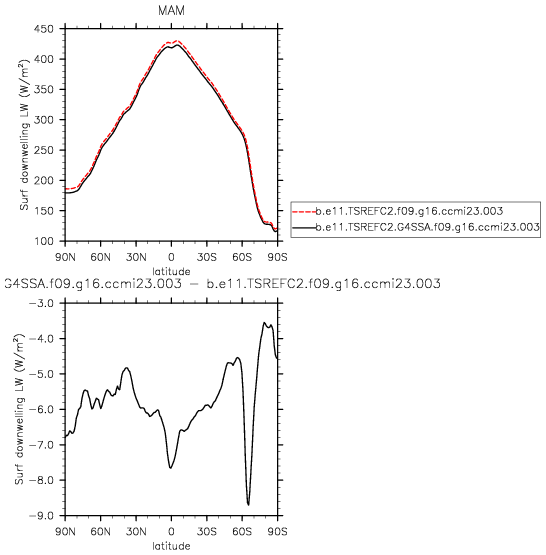 MAM
450
400
350
300
250
200
150
100
Surf downwelling LW (W/m²)
90N 60N 30N 0 30S 60S 90S
latitude
b.e11.TSREFC2.f09.g16.ccmi23.003
b.e11.TSREFC2.G4SSA.f09.g16.ccmi23.003
G4SSA.f09.g16.ccmi23.003 − b.e11.TSREFC2.f09.g16.ccmi23.003
−3.0
−4.0
−5.0
−6.0
−7.0
−8.0
−9.0
Surf downwelling LW (W/m²)
90N 60N 30N 0 30S 60S 90S
latitude